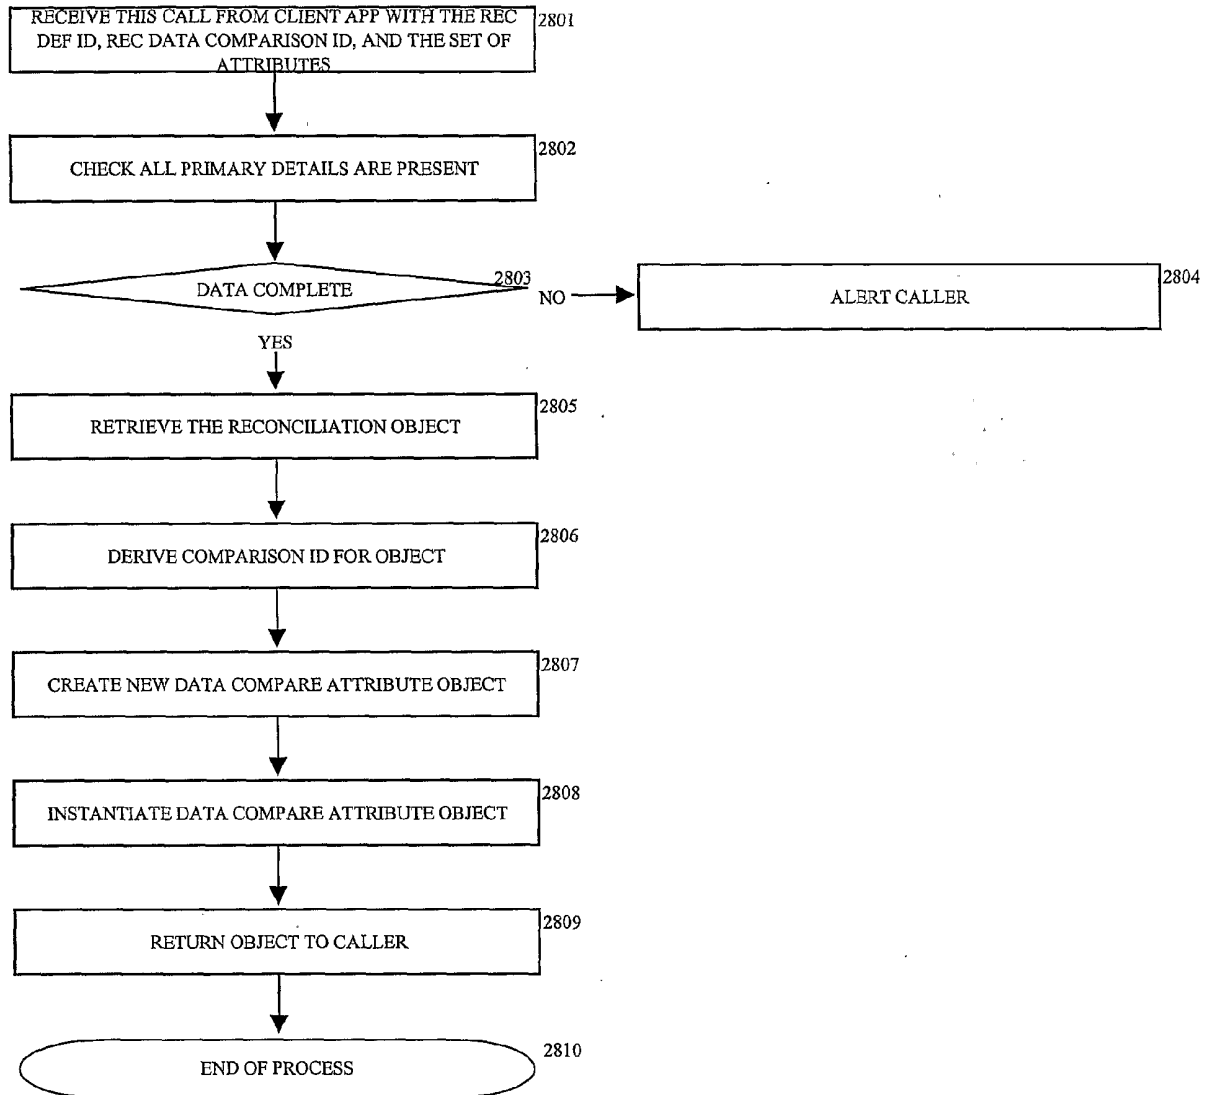 RECEIVE THIS CALL FROM CLIENT APP WITH THE REC
2801
DEF ID, REC DATA COMPARISON ID, AND THE SET OF
ATTRIBUTES
2802
CHECK ALL PRIMARY DETAILS ARE PRESENT
2803
DATA COMPLETE
NO
2804
ALERT CALLER
YES
2805
RETRIEVE THE RECONCILIATION OBJECT
2806
DERIVE COMPARISON ID FOR OBJECT
2807
CREATE NEW DATA COMPARE ATTRIBUTE OBJECT
2808
INSTANTIATE DATA COMPARE ATTRIBUTE OBJECT
2809
RETURN OBJECT TO CALLER
2810
END OF PROCESS